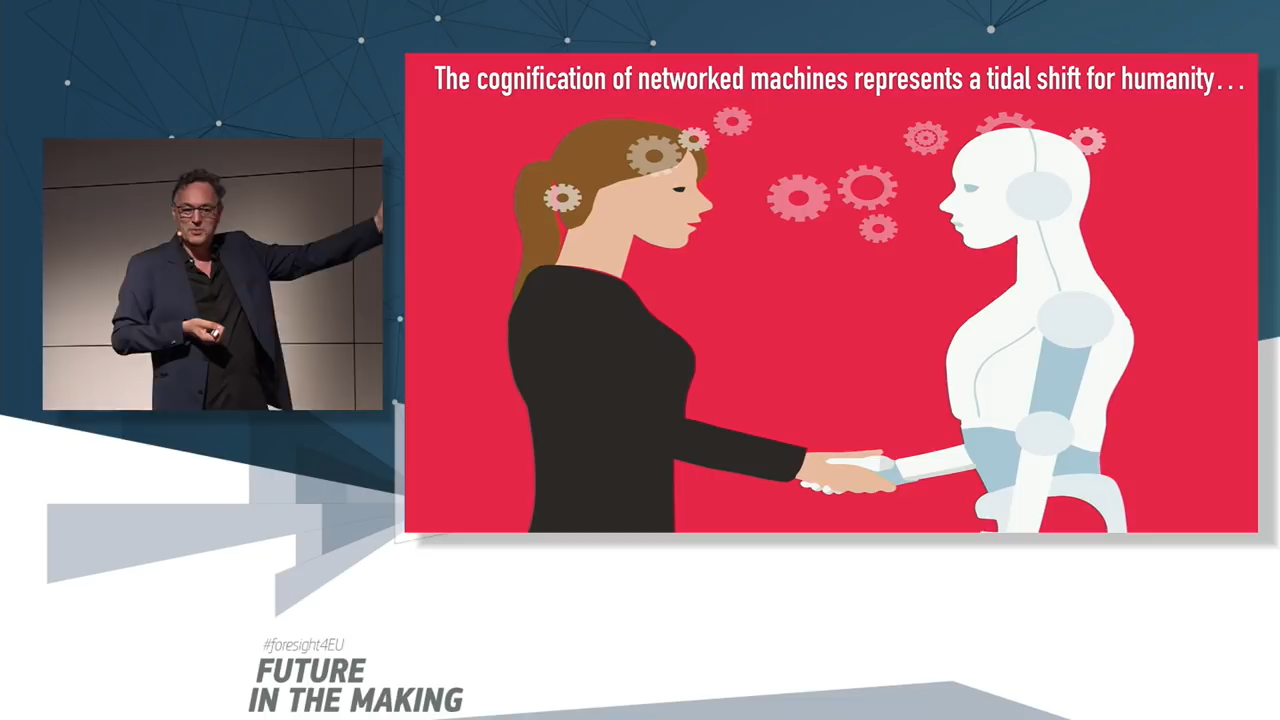 The cognification of networked machines represents a tidal shift for humanity...
#foresight4EU
FUTURE
IN THE MAKING